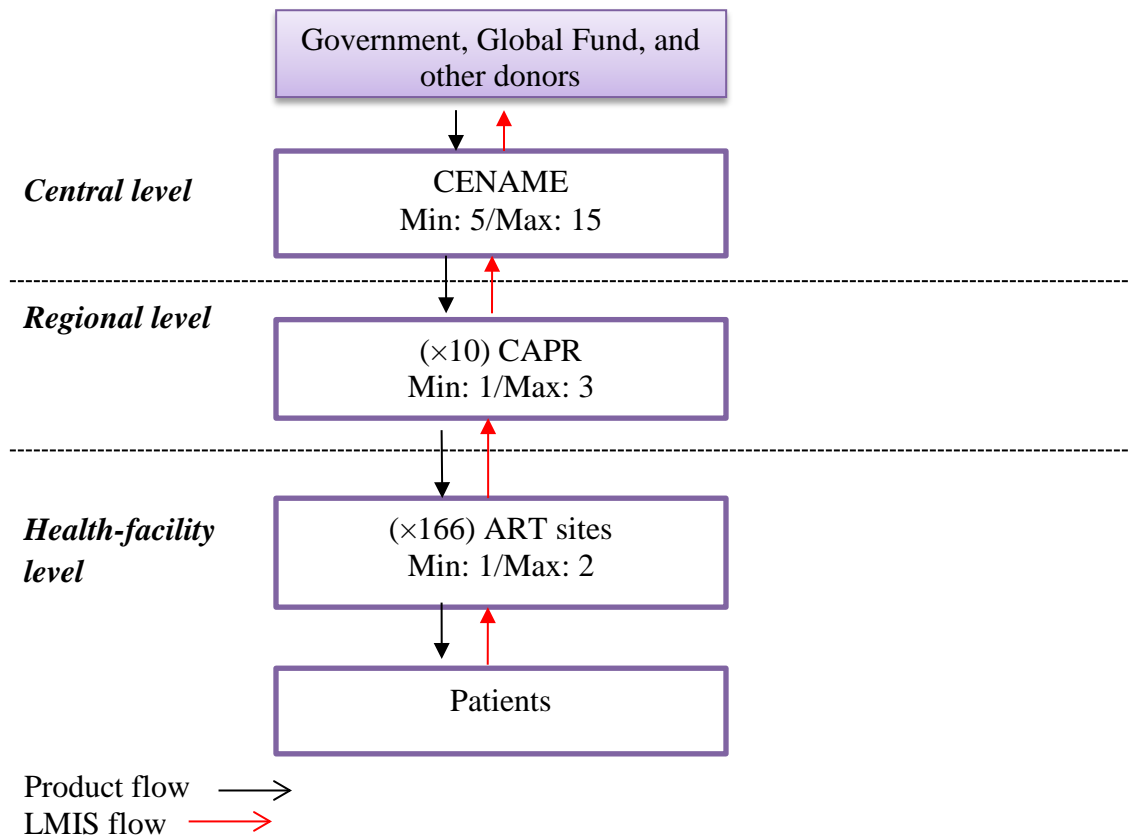 Government, Global Fund, and
other donors
Central level
CENAME
Min: 5/Max: 15
Regional level
(×10) CAPR
Min: 1/Max: 3
Health-facility
level
(×166) ART sites
Min: 1/Max: 2
Patients
Product flow
LMIS flow